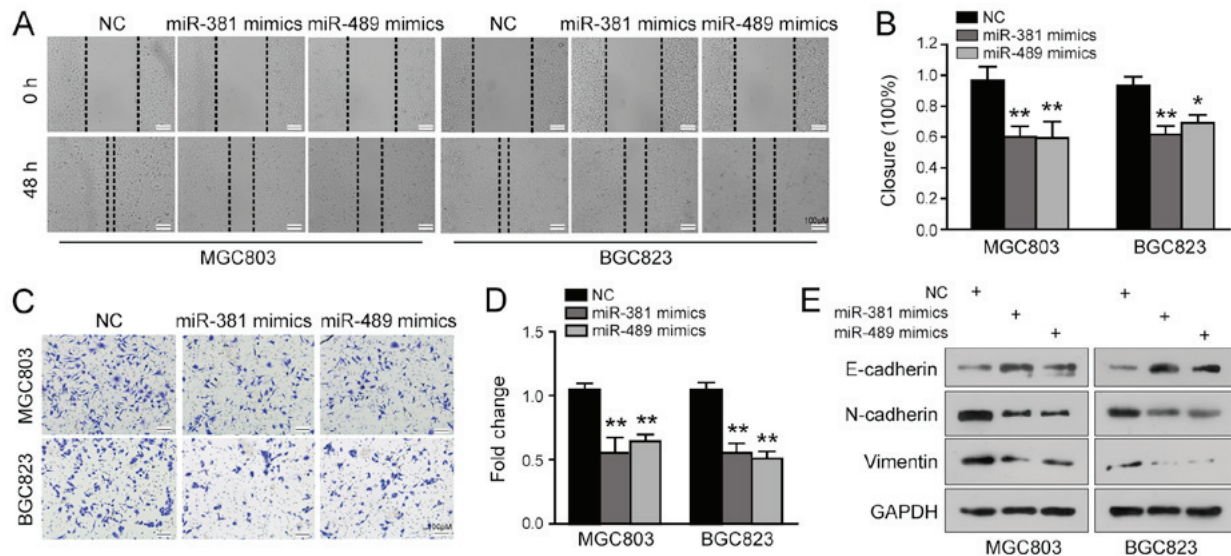 A
NC miR-381 mimics miR-489 mimics NC miR-381 mimics miR-489 mimics
0 h
48 h
100μM
MGC803 BGC823
B
NC
miR-381 mimics
miR-489 mimics
Closure (100%)
1.2
1.0
0.8
0.6
0.4
0.2
0.0
** ** ** *
MGC803 BGC823
C
NC miR-381 mimics miR-489 mimics
MGC803
BGC823
100μM
D
NC
miR-381 mimics
miR-489 mimics
Fold change
1.5
1.0
0.5
0.0
** ** ** **
MGC803 BGC823
E
NC + +
miR-381 mimics + +
miR-489 mimics + +
E-cadherin
N-cadherin
Vimentin
GAPDH
MGC803 BGC823